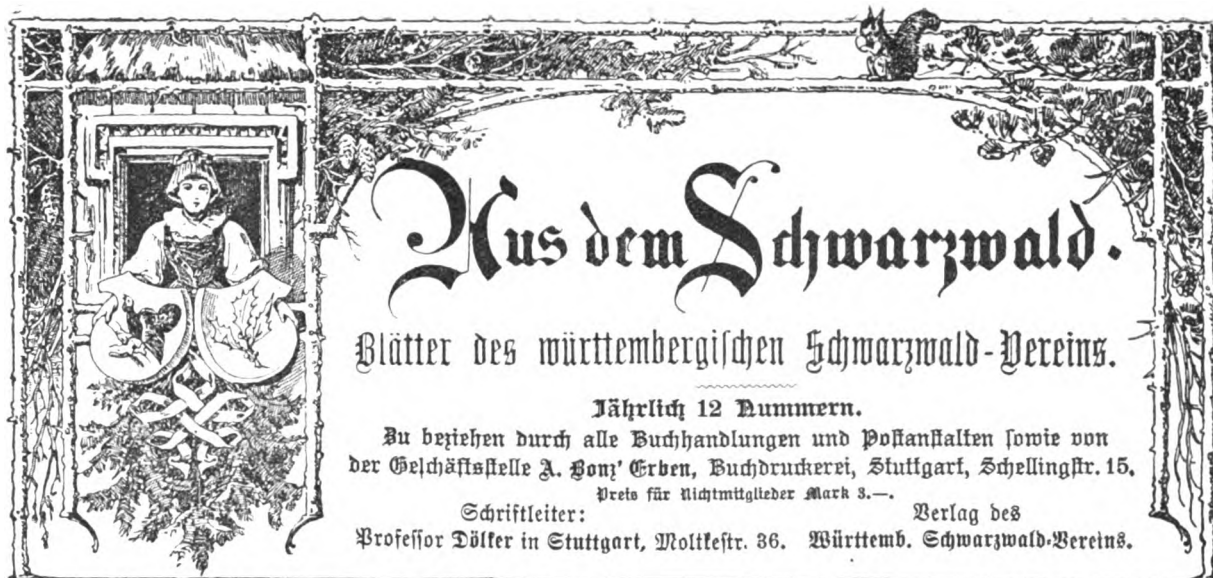 Aus dem Schwarzwald.
Blätter des württembergischen Schwarzwald-Vereins.
Jährlich 12 Nummern.
Zu beziehen durch alle Buchhandlungen und Postanstalten sowie von
der Geschäftsstelle A. Bonz' Erben, Buchdruckerei, Stuttgart, Schellingstr. 15.
Preis für Nichtmitglieder Mark 3.—.
Schriftleiter:
Professor Dölker in Stuttgart, Moltkestr. 36.
Verlag des
Württemb. Schwarzwald-Vereins.